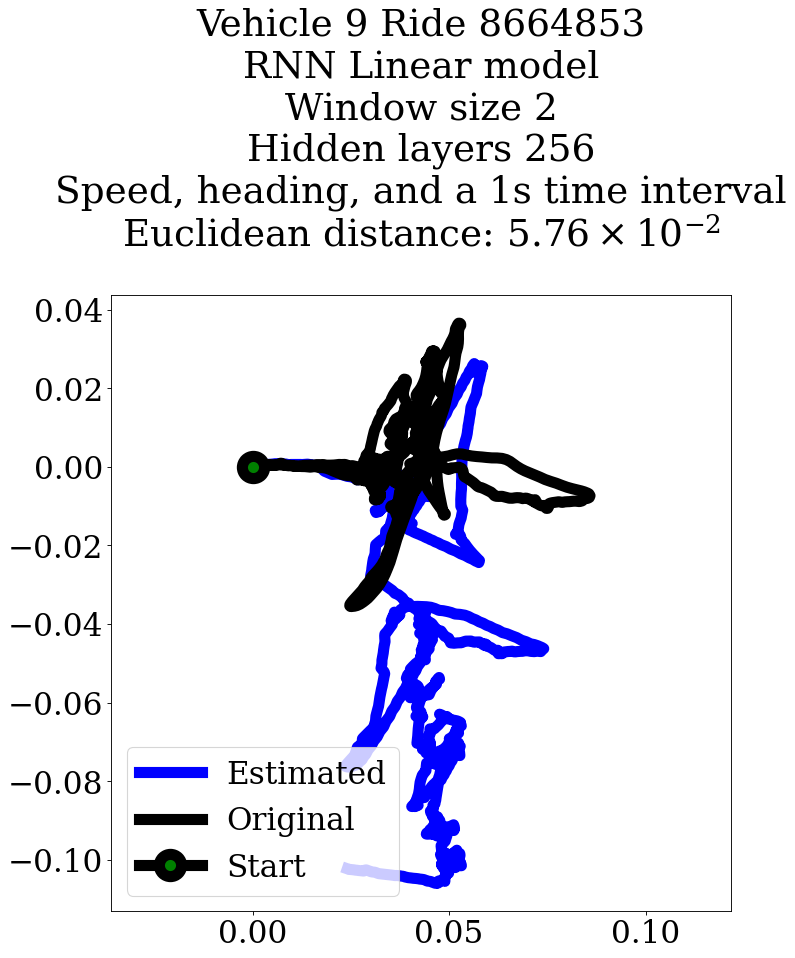 Vehicle 9 Ride 8664853
RNN Linear model
Window size 2
Hidden layers 256
Speed, heading, and a 1s time interval
Euclidean distance: 5.76 × 10⁻²
0.04
0.02
0.00
−0.02
−0.04
−0.06
−0.08
−0.10
Estimated
Original
Start
0.00 0.05 0.10